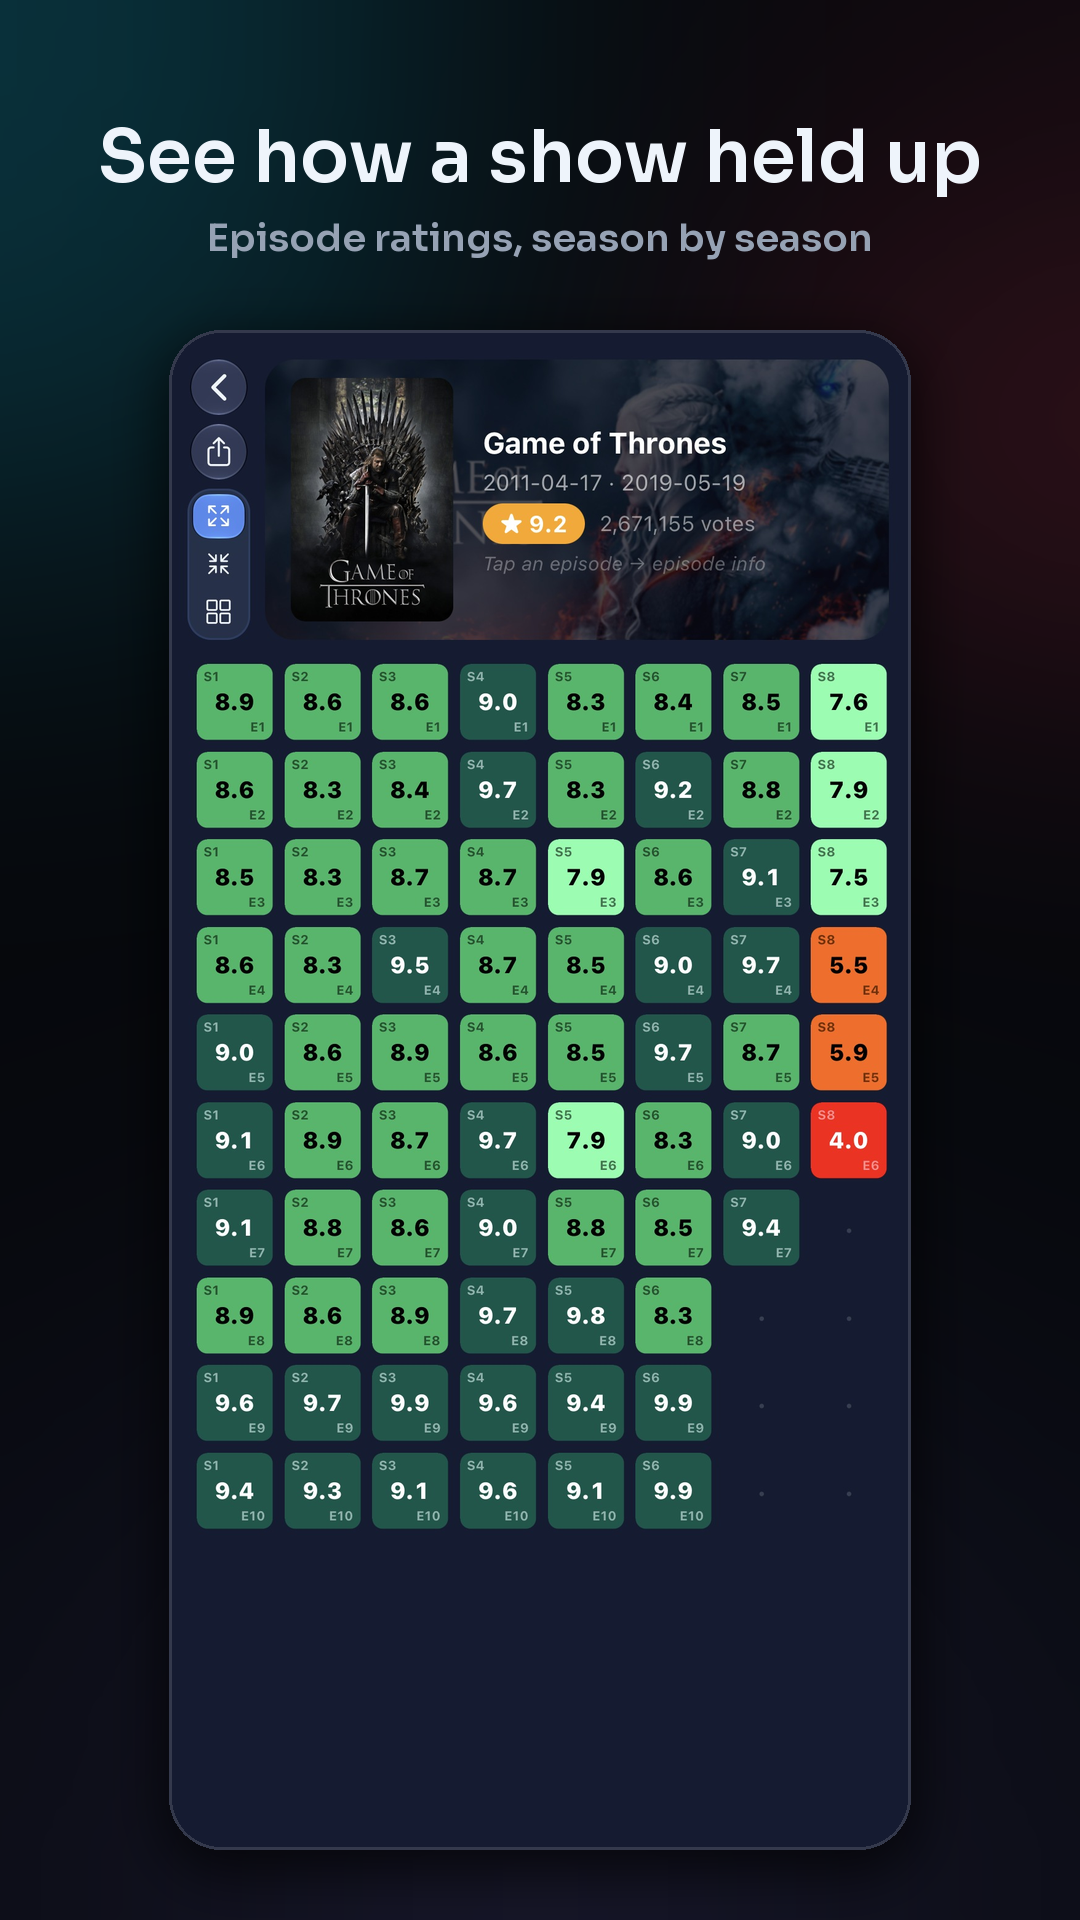 See how a show held up
Episode ratings, season by season
GAME OF
THRONES
Game of Thrones
2011-04-17 · 2019-05-19
★ 9.2 2,671,155 votes
Tap an episode → episode info
S1 S2 S3 S4 S5 S6 S7 S8
8.9 8.6 8.6 9.0 8.3 8.4 8.5 7.6
E1 E1 E1 E1 E1 E1 E1 E1
S1 S2 S3 S4 S5 S6 S7 S8
8.6 8.3 8.4 9.7 8.3 9.2 8.8 7.9
E2 E2 E2 E2 E2 E2 E2 E2
S1 S2 S3 S4 S5 S6 S7 S8
8.5 8.3 8.7 8.7 7.9 8.6 9.1 7.5
E3 E3 E3 E3 E3 E3 E3 E3
S1 S2 S3 S4 S5 S6 S7 S8
8.6 8.3 9.5 8.7 8.5 9.0 9.7 5.5
E4 E4 E4 E4 E4 E4 E4 E4
S1 S2 S3 S4 S5 S6 S7 S8
9.0 8.6 8.9 8.6 8.5 9.7 8.7 5.9
E5 E5 E5 E5 E5 E5 E5 E5
S1 S2 S3 S4 S5 S6 S7 S8
9.1 8.9 8.7 9.7 7.9 8.3 9.0 4.0
E6 E6 E6 E6 E6 E6 E6 E6
S1 S2 S3 S4 S5 S6 S7
9.1 8.8 8.6 9.0 8.8 8.5 9.4
E7 E7 E7 E7 E7 E7 E7
S1 S2 S3 S4 S5 S6
8.9 8.6 8.9 9.7 9.8 8.3
E8 E8 E8 E8 E8 E8
S1 S2 S3 S4 S5 S6
9.6 9.7 9.9 9.6 9.4 9.9
E9 E9 E9 E9 E9 E9
S1 S2 S3 S4 S5 S6
9.4 9.3 9.1 9.6 9.1 9.9
E10 E10 E10 E10 E10 E10